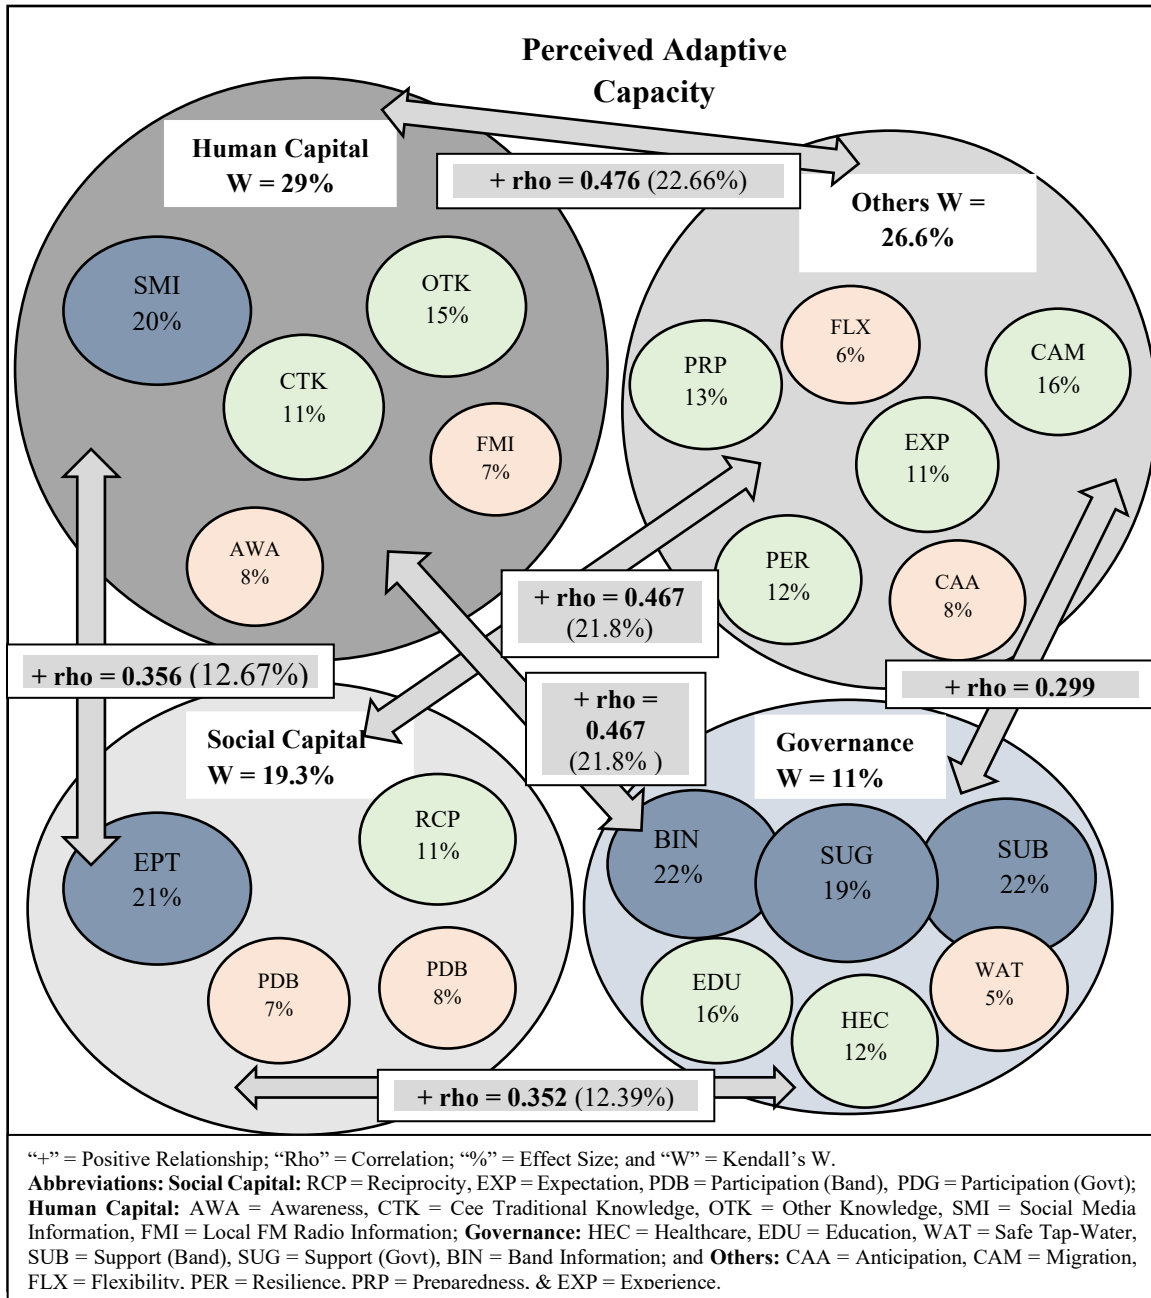 Perceived Adaptive
Capacity
Human Capital
W = 29%
+ rho = 0.476 (22.66%)
Others W =
26.6%
SMI
20%
OTK
15%
CTK
11%
FMI
7%
AWA
8%
FLX
6%
CAM
16%
PRP
13%
EXP
11%
PER
12%
CAA
8%
+ rho = 0.467
(21.8%)
+ rho = 0.356 (12.67%)
+ rho =
0.467
(21.8% )
+ rho = 0.299
Social Capital
W = 19.3%
RCP
11%
EPT
21%
PDB
7%
PDB
8%
Governance
W = 11%
BIN
22%
SUG
19%
SUB
22%
EDU
16%
HEC
12%
WAT
5%
+ rho = 0.352 (12.39%)
“+” = Positive Relationship; “Rho” = Correlation; “%” = Effect Size; and “W” = Kendall’s W.
Abbreviations: Social Capital: RCP = Reciprocity, EXP = Expectation, PDB = Participation (Band), PDG = Participation (Govt);
Human Capital: AWA = Awareness, CTK = Cee Traditional Knowledge, OTK = Other Knowledge, SMI = Social Media
Information, FMI = Local FM Radio Information; Governance: HEC = Healthcare, EDU = Education, WAT = Safe Tap-Water,
SUB = Support (Band), SUG = Support (Govt), BIN = Band Information; and Others: CAA = Anticipation, CAM = Migration,
FLX = Flexibility, PER = Resilience, PRP = Preparedness, & EXP = Experience.